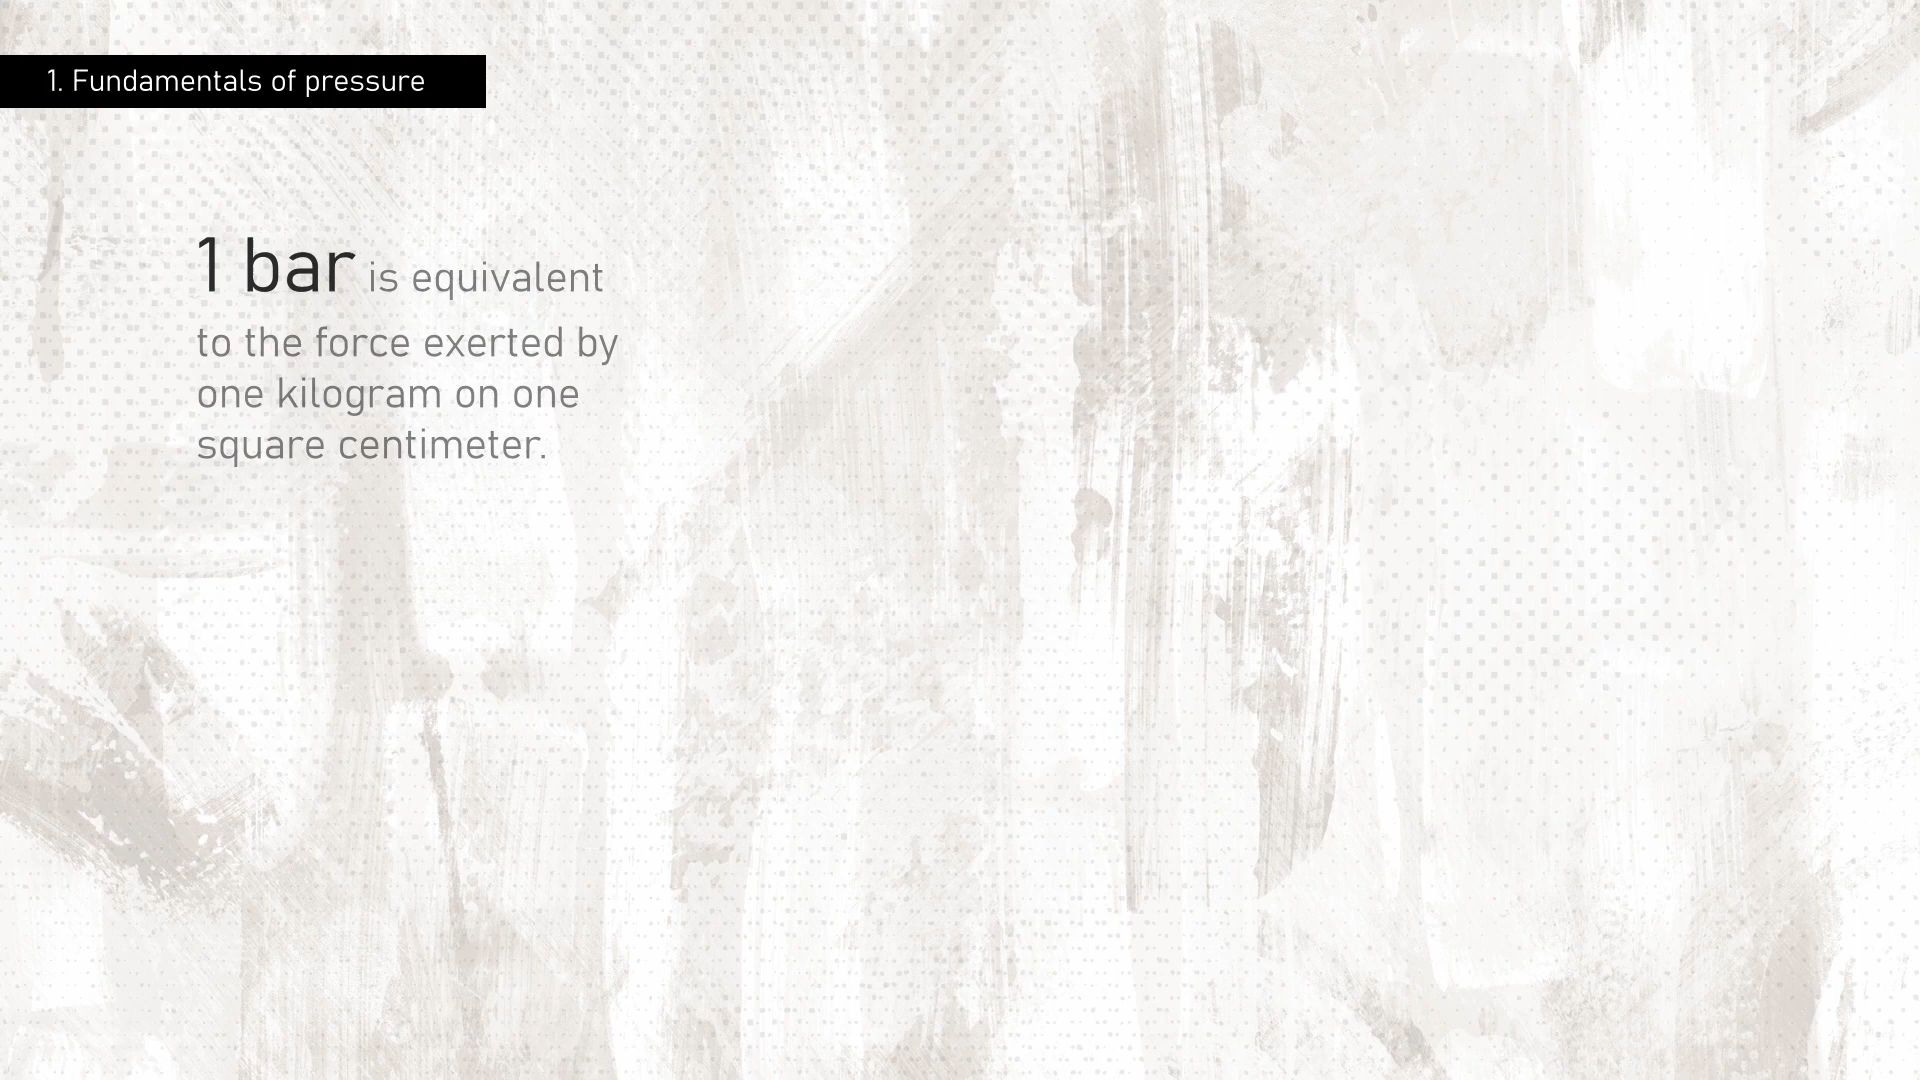 1. Fundamentals of pressure
1 bar is equivalent
to the force exerted by
one kilogram on one
square centimeter.